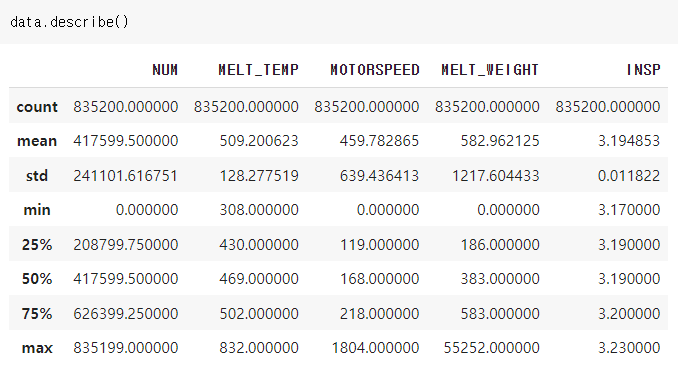 data.describe()
NUM MELT_TEMP MOTORSPEED MELT_WEIGHT INSP
count 835200.000000 835200.000000 835200.000000 835200.000000 835200.000000
mean 417599.500000 509.200623 459.782865 582.962125 3.194853
std 241101.616751 128.277519 639.436413 1217.604433 0.011822
min 0.000000 308.000000 0.000000 0.000000 3.170000
25% 208799.750000 430.000000 119.000000 186.000000 3.190000
50% 417599.500000 469.000000 168.000000 383.000000 3.190000
75% 626399.250000 502.000000 218.000000 583.000000 3.200000
max 835199.000000 832.000000 1804.000000 55252.000000 3.230000